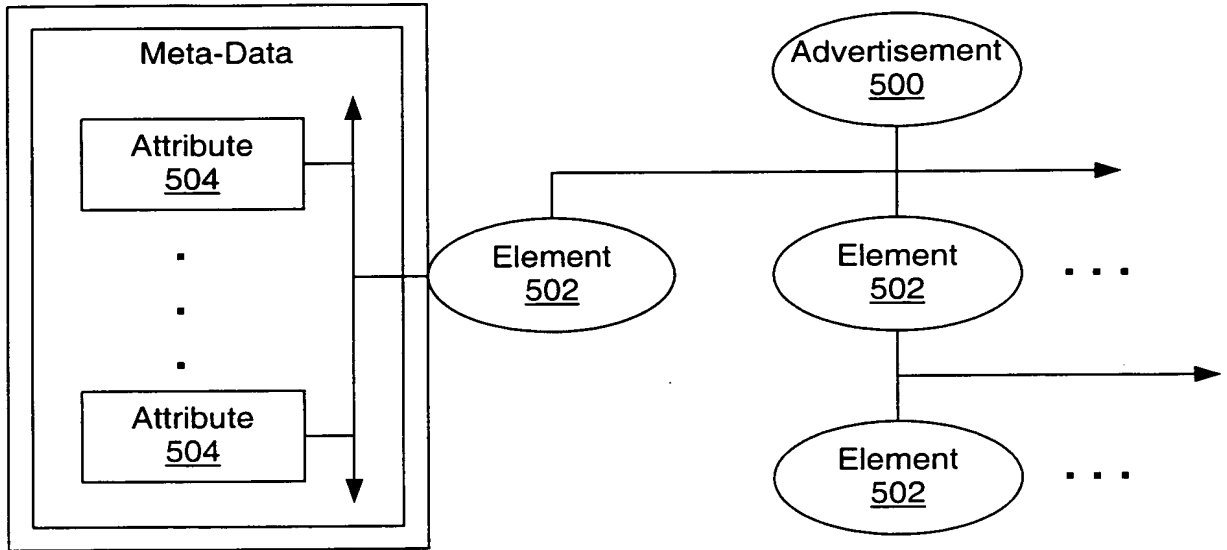 Meta-Data
Attribute
504
Attribute
504
Advertisement
500
Element
502
Element
502
Element
502